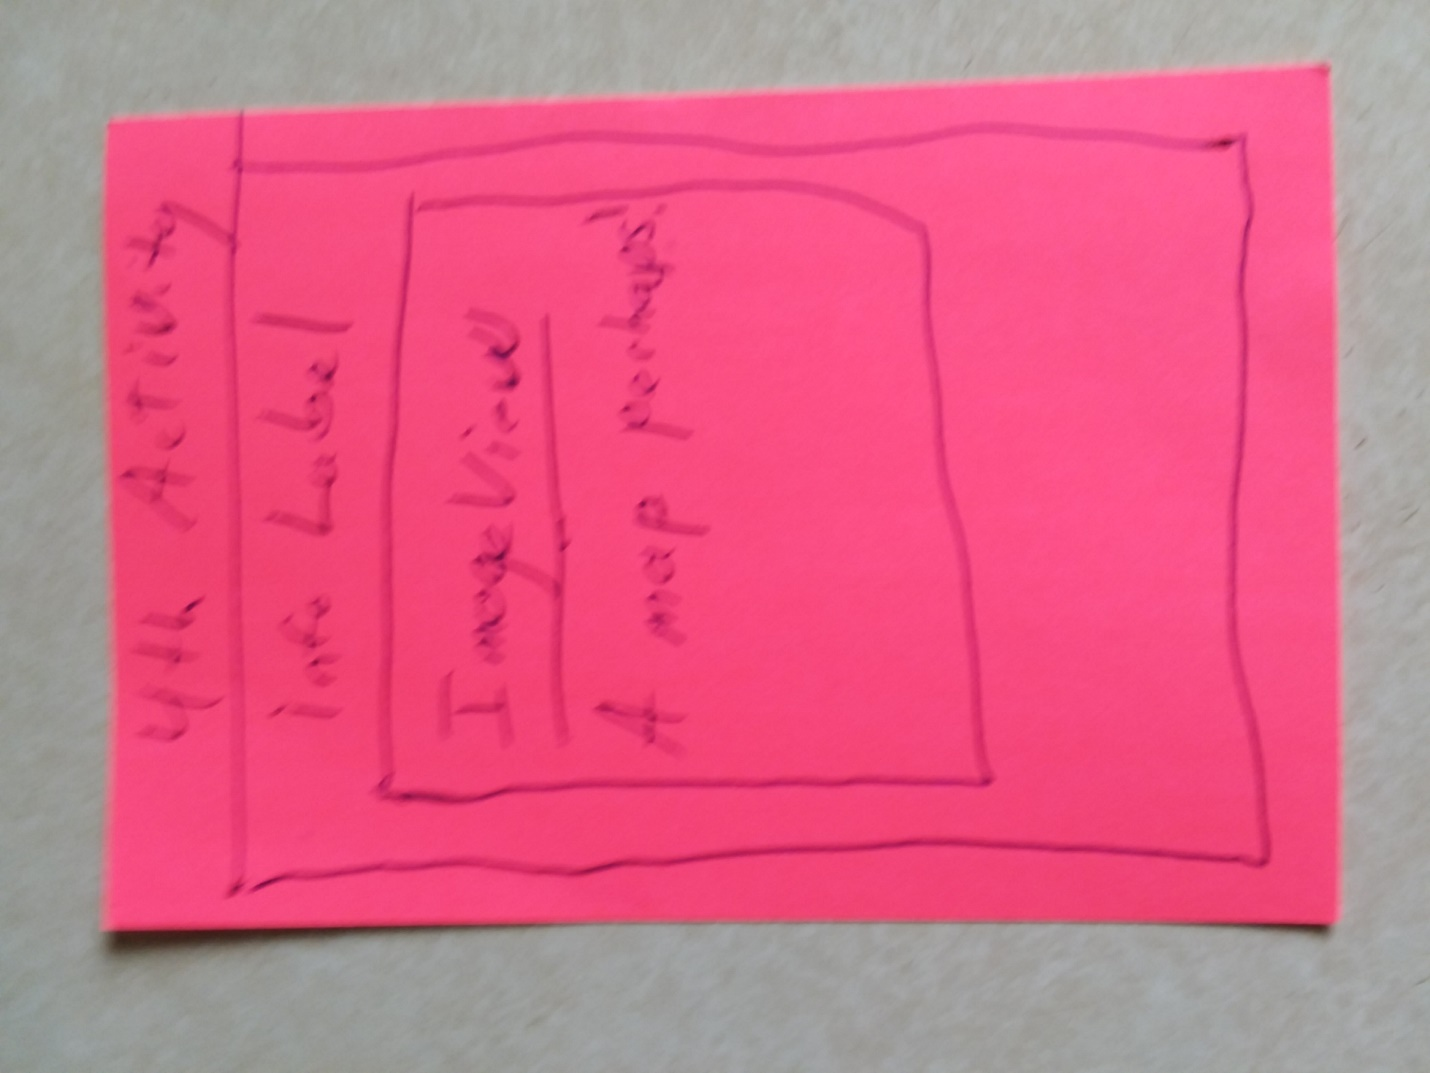 4th Activity
info Label
ImageView
A map perhaps!